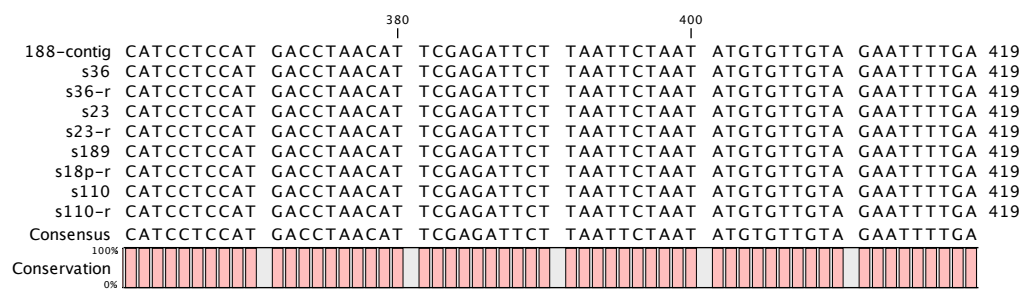 380 400
188-contig CATCCTCCAT GACCTAACAT TCGAGATTCT TAATTCTAAT ATGTGTTGTA GAATTTTGA 419
s36 CATCCTCCAT GACCTAACAT TCGAGATTCT TAATTCTAAT ATGTGTTGTA GAATTTTGA 419
s36-r CATCCTCCAT GACCTAACAT TCGAGATTCT TAATTCTAAT ATGTGTTGTA GAATTTTGA 419
s23 CATCCTCCAT GACCTAACAT TCGAGATTCT TAATTCTAAT ATGTGTTGTA GAATTTTGA 419
s23-r CATCCTCCAT GACCTAACAT TCGAGATTCT TAATTCTAAT ATGTGTTGTA GAATTTTGA 419
s189 CATCCTCCAT GACCTAACAT TCGAGATTCT TAATTCTAAT ATGTGTTGTA GAATTTTGA 419
s18p-r CATCCTCCAT GACCTAACAT TCGAGATTCT TAATTCTAAT ATGTGTTGTA GAATTTTGA 419
s110 CATCCTCCAT GACCTAACAT TCGAGATTCT TAATTCTAAT ATGTGTTGTA GAATTTTGA 419
s110-r CATCCTCCAT GACCTAACAT TCGAGATTCT TAATTCTAAT ATGTGTTGTA GAATTTTGA 419
Consensus CATCCTCCAT GACCTAACAT TCGAGATTCT TAATTCTAAT ATGTGTTGTA GAATTTTGA
100%
Conservation
0%